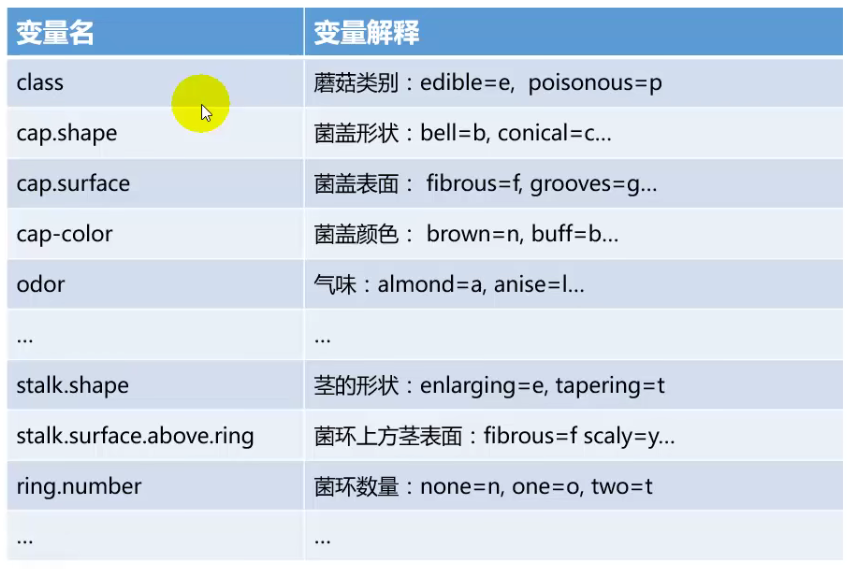 变量名 变量解释
class 蘑菇类别：edible=e, poisonous=p
cap.shape 菌盖形状：bell=b, conical=c...
cap.surface 菌盖表面： fibrous=f, grooves=g...
cap-color 菌盖颜色： brown=n, buff=b...
odor 气味：almond=a, anise=l...
... ...
stalk.shape 茎的形状：enlarging=e, tapering=t
stalk.surface.above.ring 菌环上方茎表面：fibrous=f scaly=y...
ring.number 菌环数量：none=n, one=o, two=t
... ...